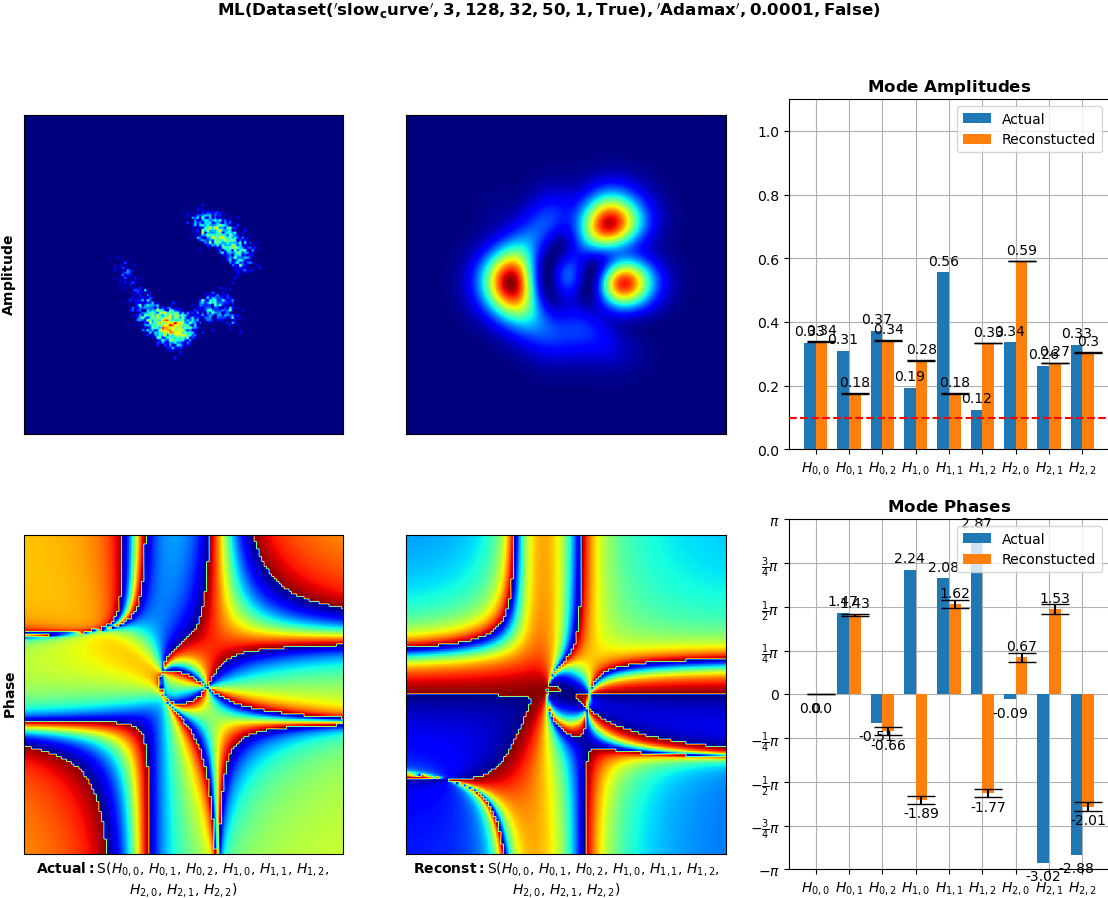 ML(Dataset('slow_curve', 3, 128, 32, 50, 1, True), 'Adamax', 0.0001, False)
Amplitude
Mode Amplitudes
Actual
Reconstucted
1.0
0.8
0.6
0.4
0.2
0.0
0.33 0.34 0.31 0.18 0.37 0.34 0.19 0.28 0.56 0.18 0.12 0.33 0.34 0.59 0.26 0.27 0.33 0.3
H0,0 H0,1 H0,2 H1,0 H1,1 H1,2 H2,0 H2,1 H2,2
Phase
Mode Phases
Actual
Reconstucted
π
3/4π
1/2π
1/4π
0
−1/4π
−1/2π
−3/4π
−π
0.0 0.0 1.47 1.43 -0.51 -0.66 2.24 -1.89 2.08 1.62 2.87 -1.77 -0.09 0.67 -3.02 1.53 -2.88 -2.01
H0,0 H0,1 H0,2 H1,0 H1,1 H1,2 H2,0 H2,1 H2,2
Actual: S(H0,0, H0,1, H0,2, H1,0, H1,1, H1,2,
H2,0, H2,1, H2,2)
Reconst: S(H0,0, H0,1, H0,2, H1,0, H1,1, H1,2,
H2,0, H2,1, H2,2)